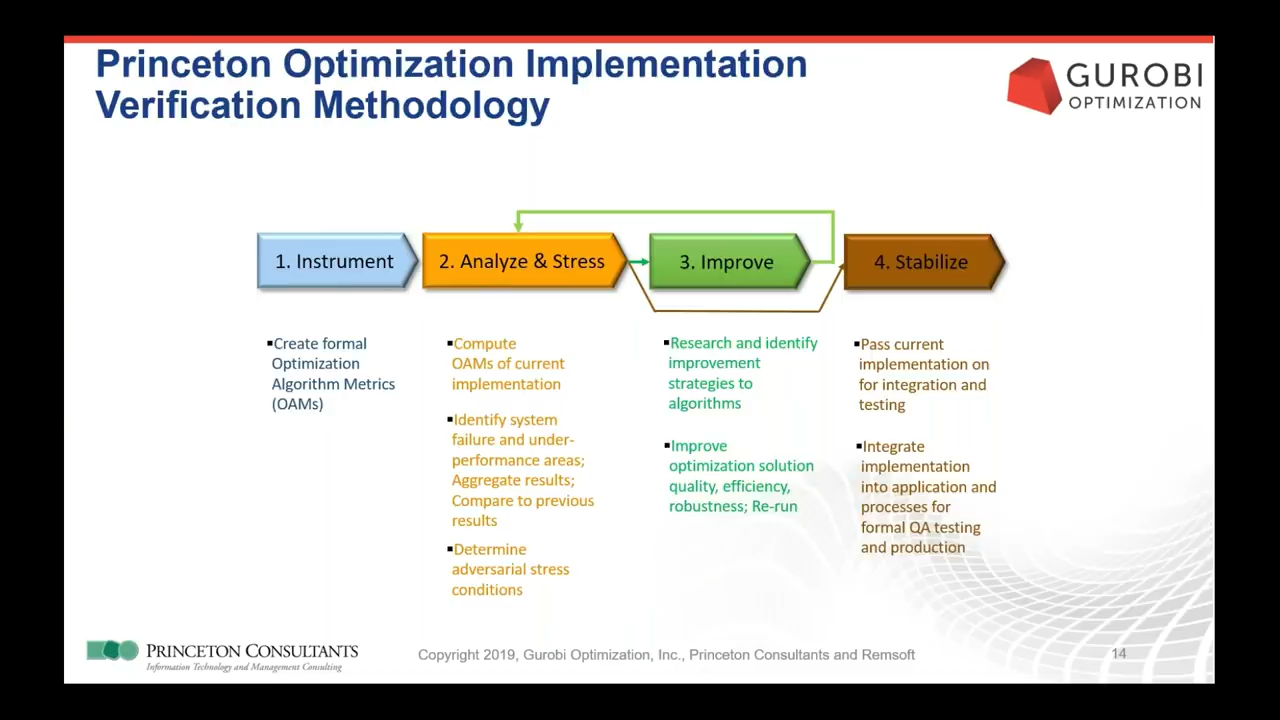 Princeton Optimization Implementation
Verification Methodology
GUROBI
OPTIMIZATION
1. Instrument
2. Analyze & Stress
3. Improve
4. Stabilize
▪Create formal
Optimization
Algorithm Metrics
(OAMs)
▪Compute
OAMs of current
implementation
▪Identify system
failure and under-
performance areas;
Aggregate results;
Compare to previous
results
▪Determine
adversarial stress
conditions
▪Research and identify
improvement
strategies to
algorithms
▪Improve
optimization solution
quality, efficiency,
robustness; Re-run
▪Pass current
implementation on
for integration and
testing
▪Integrate
implementation
into application and
processes for
formal QA testing
and production
PRINCETON CONSULTANTS
Information Technology and Management Consulting
Copyright 2019, Gurobi Optimization, Inc., Princeton Consultants and Remsoft
14